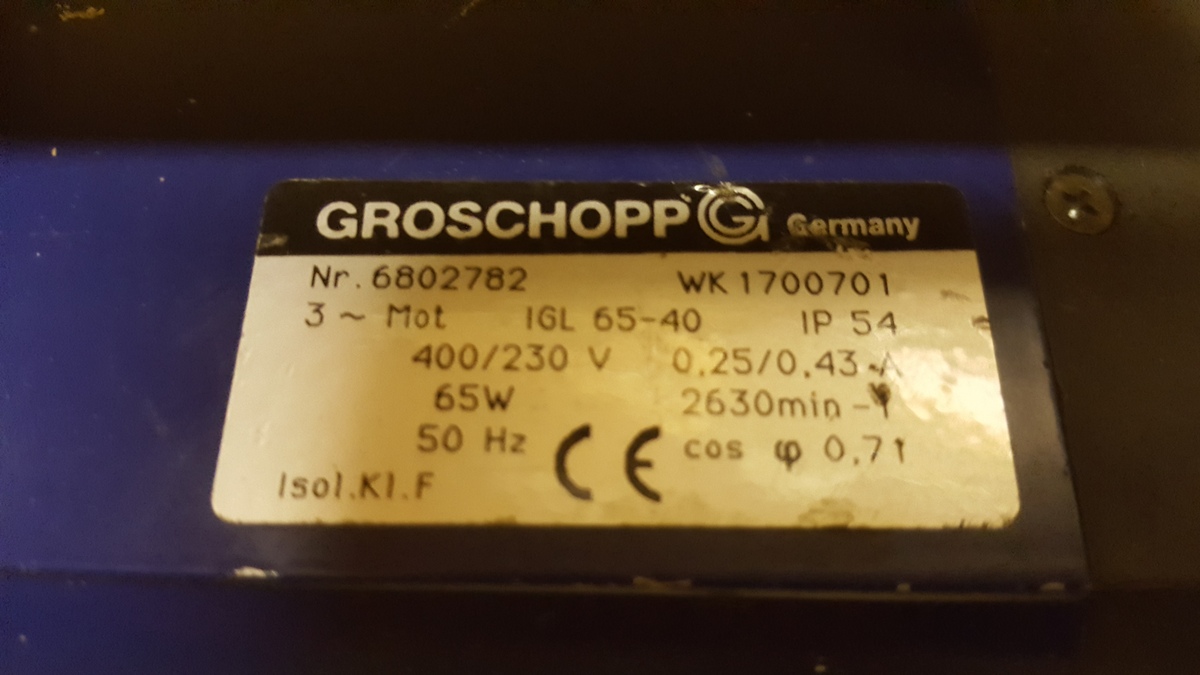 GROSCHOPP G Germany
Nr. 6802782 WK 1700701
3 ~ Mot IGL 65-40 IP 54
400/230 V 0,25/0,43 A
65W 2630min-1
50 Hz CE cos φ 0,71
Isol.Kl.F